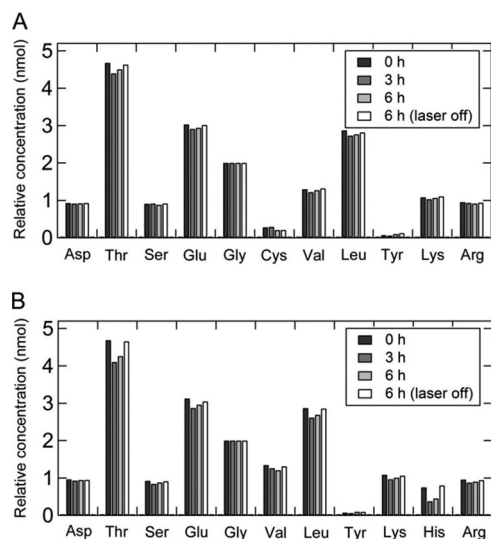 A
Relative concentration (nmol)
5
4
3
2
1
0
0 h
3 h
6 h
6 h (laser off)
Asp Thr Ser Glu Gly Cys Val Leu Tyr Lys Arg
B
Relative concentration (nmol)
5
4
3
2
1
0
0 h
3 h
6 h
6 h (laser off)
Asp Thr Ser Glu Gly Val Leu Tyr Lys His Arg